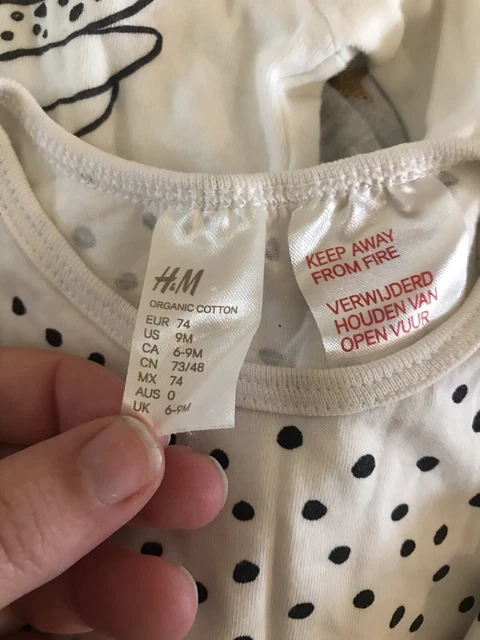 H&M
ORGANIC COTTON
EUR 74
US 9M
CA 6-9M
CN 73/48
MX 74
AUS 0
UK 6-9M
KEEP AWAY
FROM FIRE
VERWIJDERD
HOUDEN VAN
OPEN VUUR